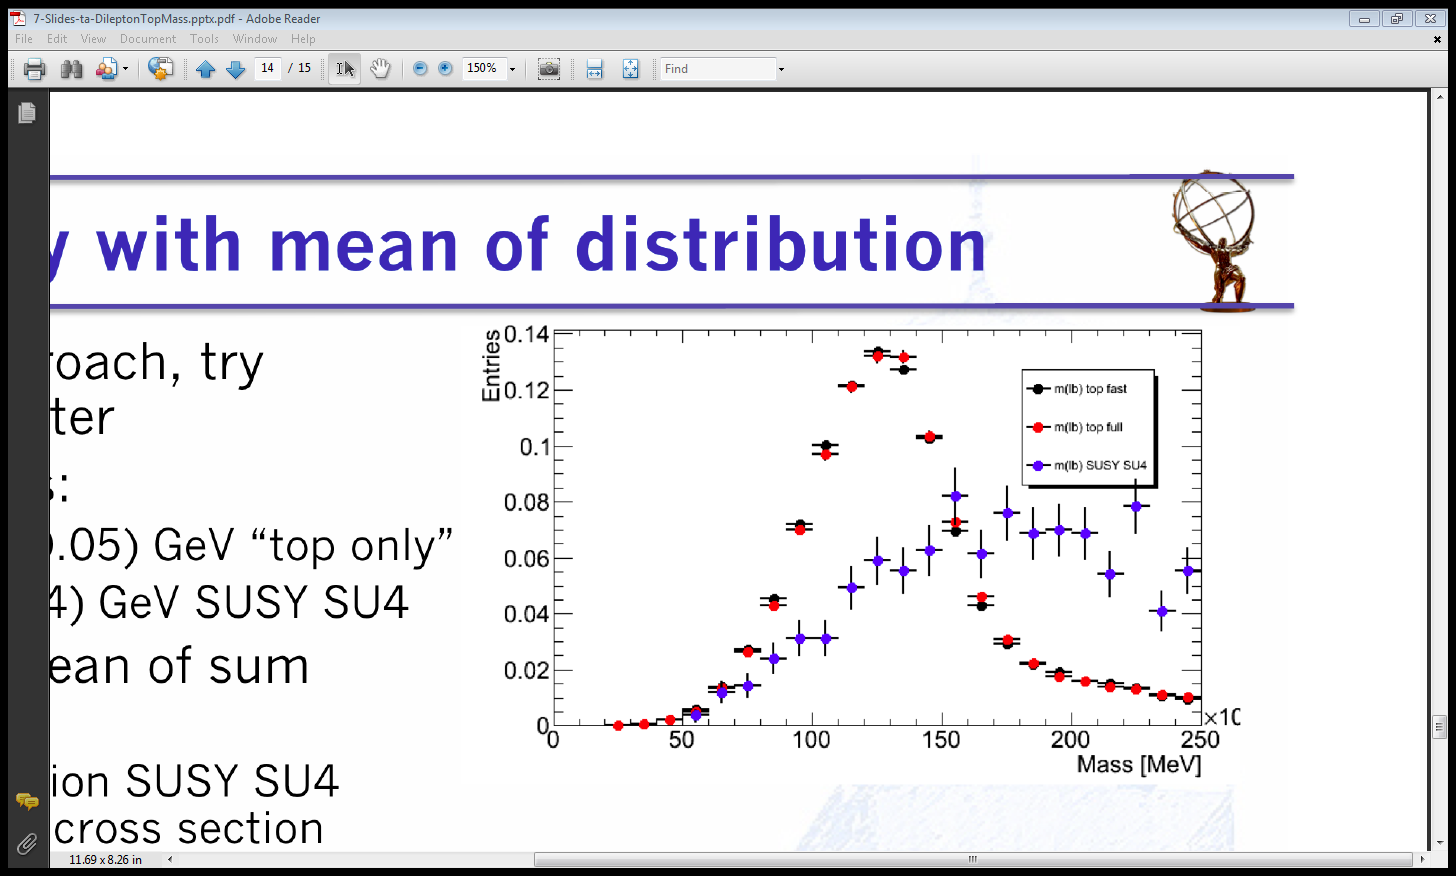 7-Slides-ta-DileptonTopMass.pptx.pdf - Adobe Reader
File Edit View Document Tools Window Help
14 / 15 150% Find
y with mean of distribution
roach, try
ter
s:
0.05) GeV “top only”
4) GeV SUSY SU4
ean of sum
ion SUSY SU4
cross section
Entries
0.14
0.12
0.1
0.08
0.06
0.04
0.02
0
m(lb) top fast
m(lb) top full
m(lb) SUSY SU4
0 50 100 150 200 250
×10
Mass [MeV]
11.69 x 8.26 in